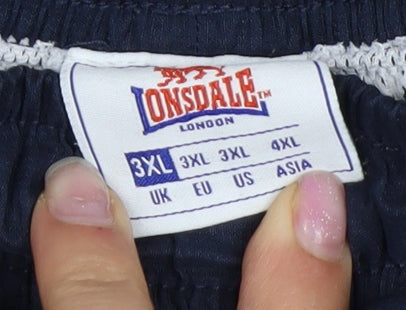 LONSDALE™
LONDON
3XL 3XL 3XL 4XL
UK EU US ASIA